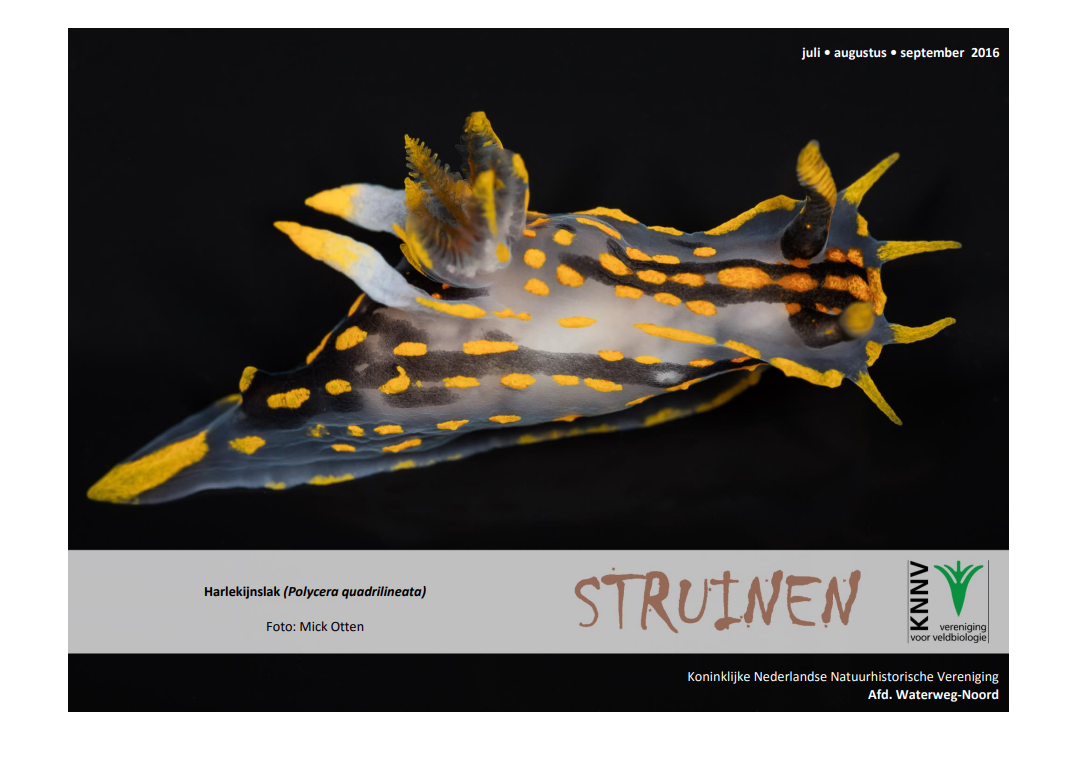 juli • augustus • september 2016
Harlekijnslak (Polycera quadrilineata)
Foto: Mick Otten
STRUINEN
KNNV
vereniging
voor veldbiologie
Koninklijke Nederlandse Natuurhistorische Vereniging
Afd. Waterweg-Noord